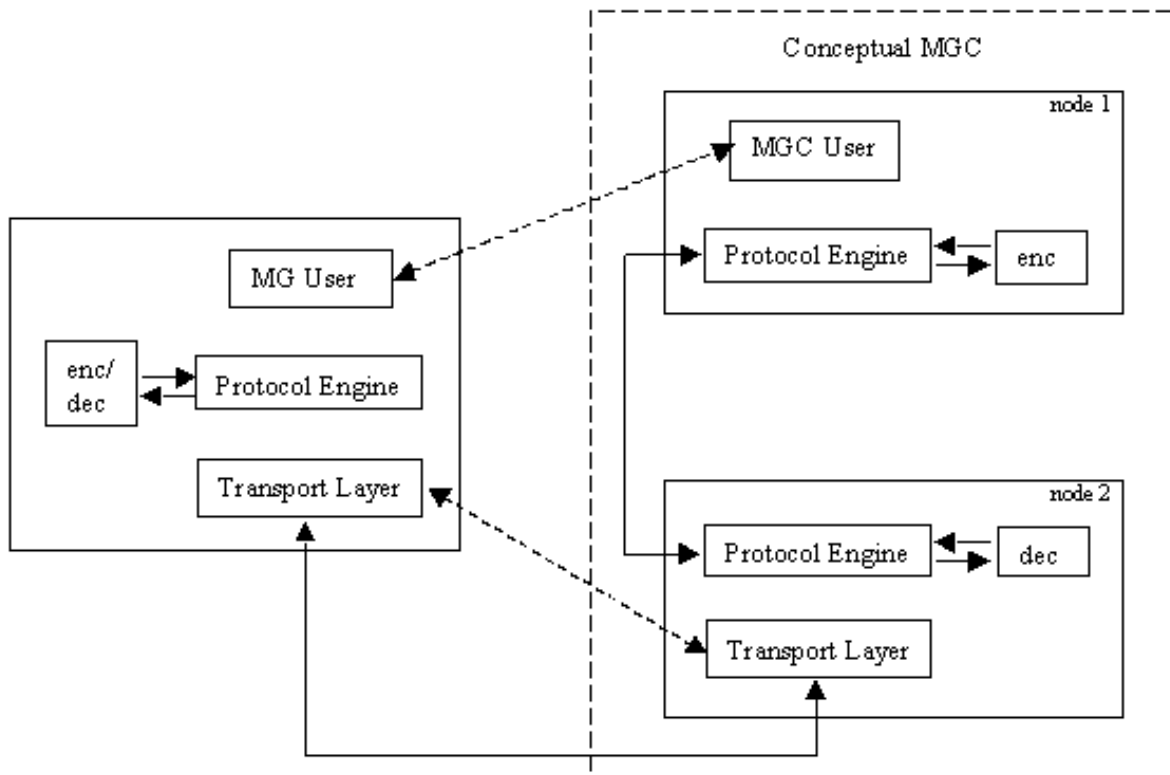 Conceptual MGC
node 1
MGC User
Protocol Engine
enc
MG User
enc/
dec
Protocol Engine
Transport Layer
node 2
Protocol Engine
dec
Transport Layer